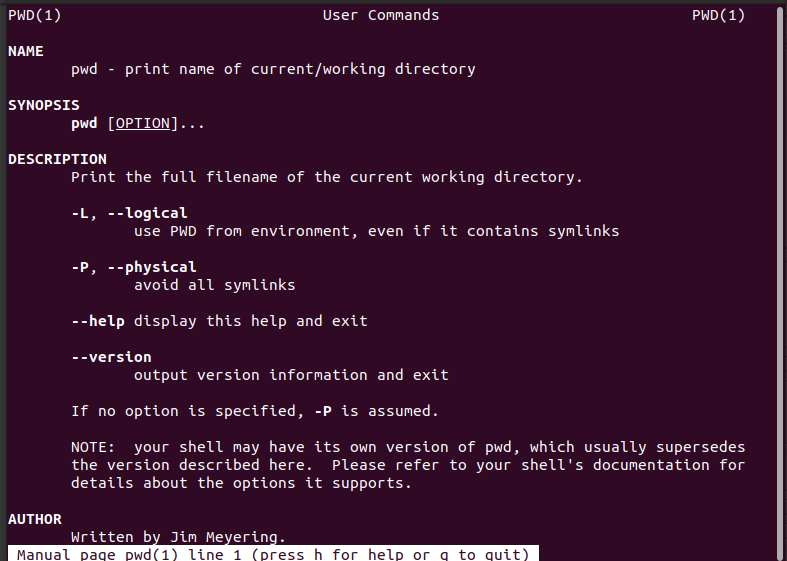 PWD(1) User Commands PWD(1)
NAME
pwd - print name of current/working directory
SYNOPSIS
pwd [OPTION]...
DESCRIPTION
Print the full filename of the current working directory.
-L, --logical
use PWD from environment, even if it contains symlinks
-P, --physical
avoid all symlinks
--help display this help and exit
--version
output version information and exit
If no option is specified, -P is assumed.
NOTE: your shell may have its own version of pwd, which usually supersedes
the version described here. Please refer to your shell's documentation for
details about the options it supports.
AUTHOR
Written by Jim Meyering.
Manual page pwd(1) line 1 (press h for help or q to quit)